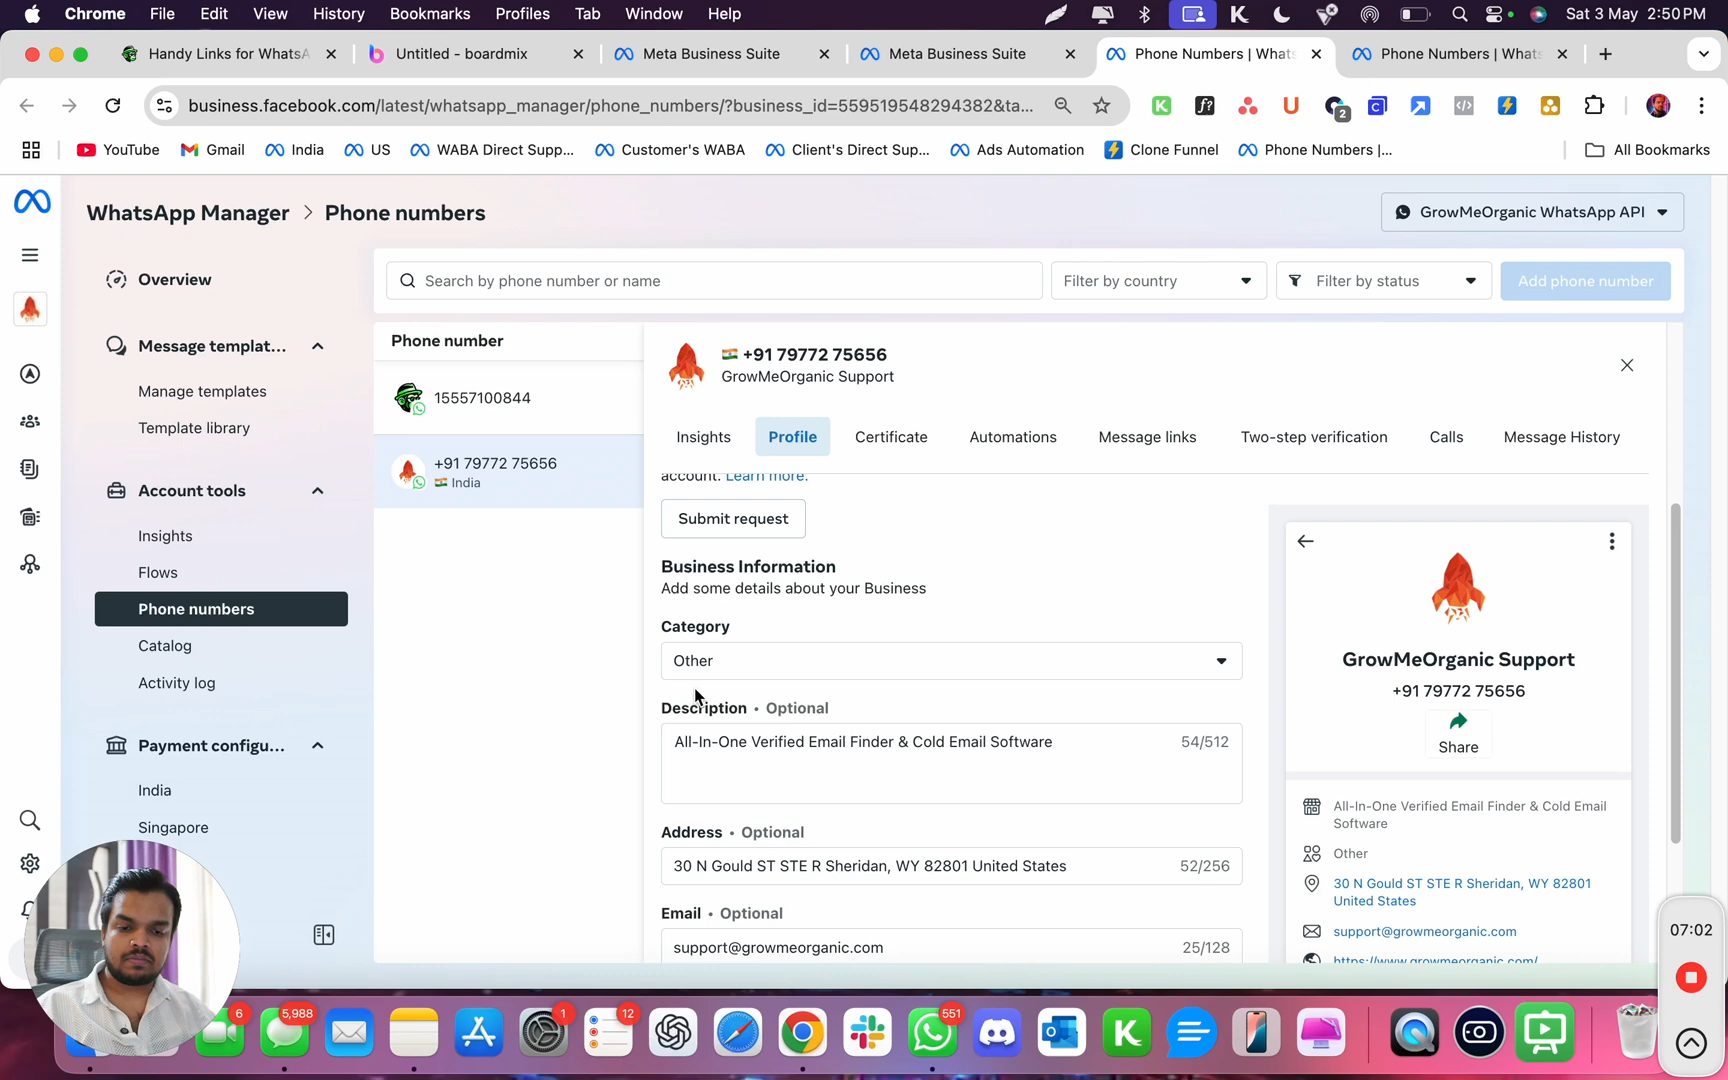 Chrome File Edit View History Bookmarks Profiles Tab Window Help
Sat 3 May 2:50 PM
Handy Links for WhatsA
Untitled - boardmix
Meta Business Suite
Meta Business Suite
Phone Numbers | Whats
Phone Numbers | Whats
business.facebook.com/latest/whatsapp_manager/phone_numbers/?business_id=559519548294382&ta...
2
YouTube
Gmail
India
US
WABA Direct Supp...
Customer's WABA
Client's Direct Sup...
Ads Automation
Clone Funnel
Phone Numbers |...
All Bookmarks
WhatsApp Manager > Phone numbers
GrowMeOrganic WhatsApp API
Overview
Message templat...
Manage templates
Template library
Account tools
Insights
Flows
Phone numbers
Catalog
Activity log
Payment configu...
India
Singapore
Search by phone number or name
Filter by country
Filter by status
Add phone number
Phone number
15557100844
+91 79772 75656
India
+91 79772 75656
GrowMeOrganic Support
Insights
Profile
Certificate
Automations
Message links
Two-step verification
Calls
Message History
account. Learn more.
Submit request
Business Information
Add some details about your Business
Category
Other
Description • Optional
All-In-One Verified Email Finder & Cold Email Software
54/512
Address • Optional
30 N Gould ST STE R Sheridan, WY 82801 United States
52/256
Email • Optional
support@growmeorganic.com
25/128
GrowMeOrganic Support
+91 79772 75656
Share
All-In-One Verified Email Finder & Cold Email
Software
Other
30 N Gould ST STE R Sheridan, WY 82801
United States
support@growmeorganic.com
https://www.growmeorganic.com/
07:02
6
5,988
1
12
551